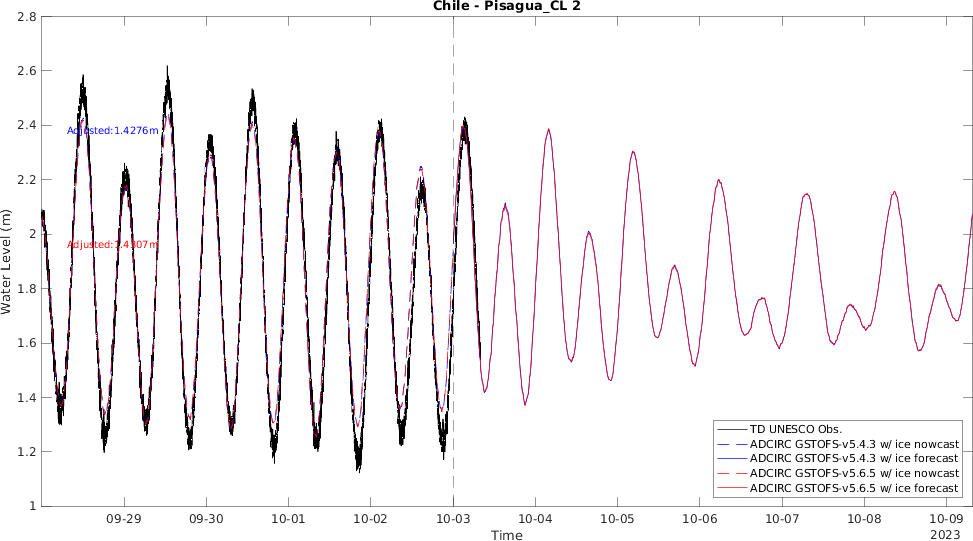 Chile - Pisagua_CL 2
2.8
2.6
2.4
2.2
2
1.8
1.6
1.4
1.2
1
Water Level (m)
Adjusted:1.4276m
Adjusted:1.4307m
TD UNESCO Obs.
ADCIRC GSTOFS-v5.4.3 w/ ice nowcast
ADCIRC GSTOFS-v5.4.3 w/ ice forecast
ADCIRC GSTOFS-v5.6.5 w/ ice nowcast
ADCIRC GSTOFS-v5.6.5 w/ ice forecast
09-29 09-30 10-01 10-02 10-03 10-04 10-05 10-06 10-07 10-08 10-09
2023
Time